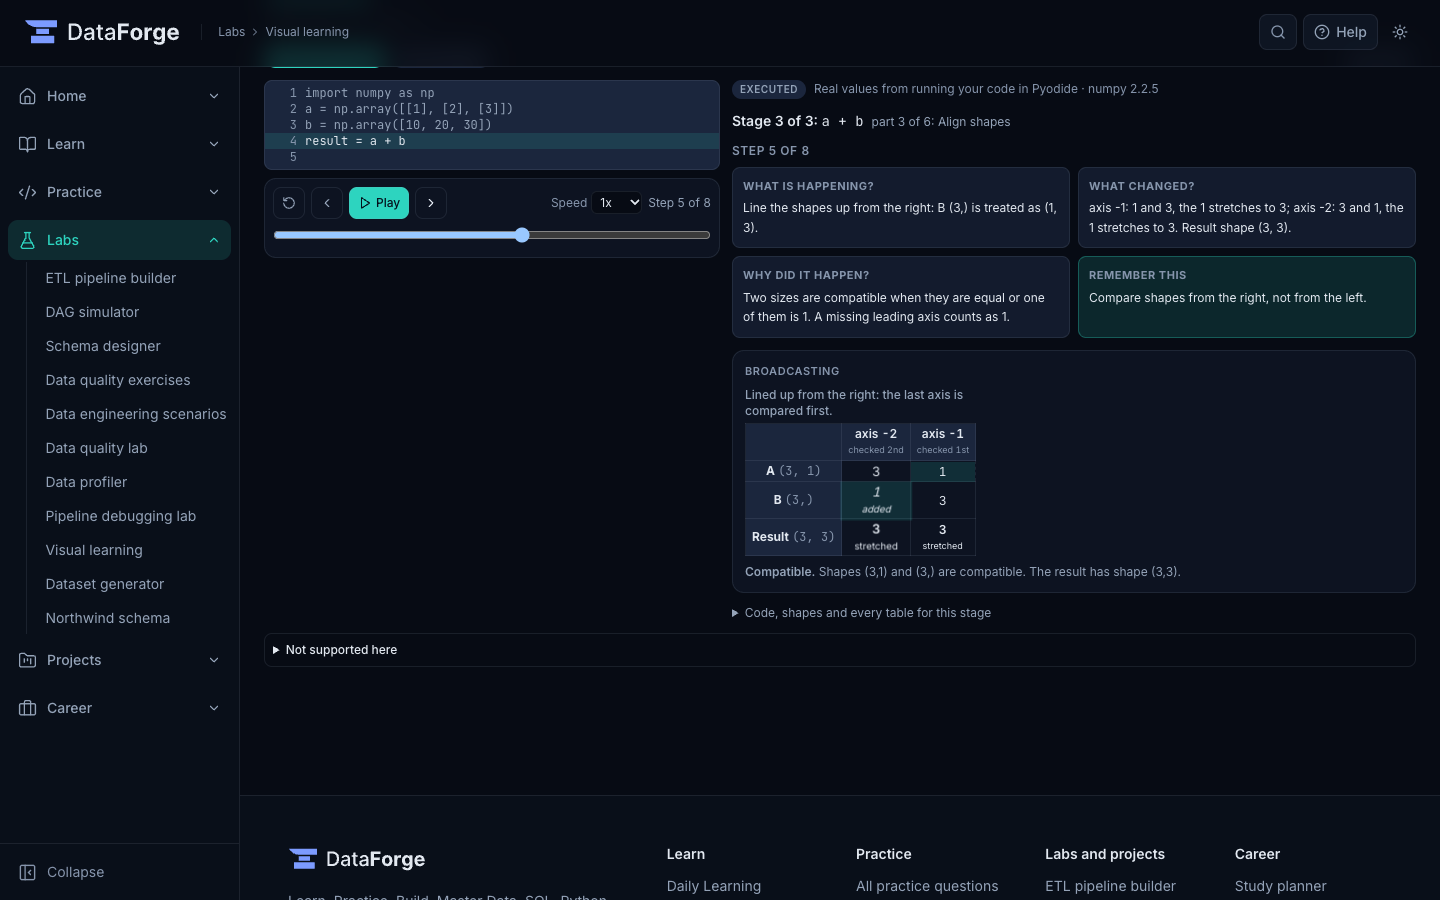 DataForge
Labs > Visual learning
Help
Home
Learn
Practice
Labs
ETL pipeline builder
DAG simulator
Schema designer
Data quality exercises
Data engineering scenarios
Data quality lab
Data profiler
Pipeline debugging lab
Visual learning
Dataset generator
Northwind schema
Projects
Career
Collapse
1 import numpy as np
2 a = np.array([[1], [2], [3]])
3 b = np.array([10, 20, 30])
4 result = a + b
5
Play
Speed 1x Step 5 of 8
EXECUTED Real values from running your code in Pyodide · numpy 2.2.5
Stage 3 of 3: a + b part 3 of 6: Align shapes
STEP 5 OF 8
WHAT IS HAPPENING?
Line the shapes up from the right: B (3,) is treated as (1,
3).
WHAT CHANGED?
axis -1: 1 and 3, the 1 stretches to 3; axis -2: 3 and 1, the
1 stretches to 3. Result shape (3, 3).
WHY DID IT HAPPEN?
Two sizes are compatible when they are equal or one
of them is 1. A missing leading axis counts as 1.
REMEMBER THIS
Compare shapes from the right, not from the left.
BROADCASTING
Lined up from the right: the last axis is
compared first.
axis -2 axis -1
checked 2nd checked 1st
A (3, 1) 3 1
B (3,) 1 3
added
Result (3, 3) 3 3
stretched stretched
Compatible. Shapes (3,1) and (3,) are compatible. The result has shape (3,3).
Code, shapes and every table for this stage
Not supported here
DataForge
Learn. Practice. Build. Master Data, SQL, Python
Learn
Daily Learning
Practice
All practice questions
Labs and projects
ETL pipeline builder
Career
Study planner